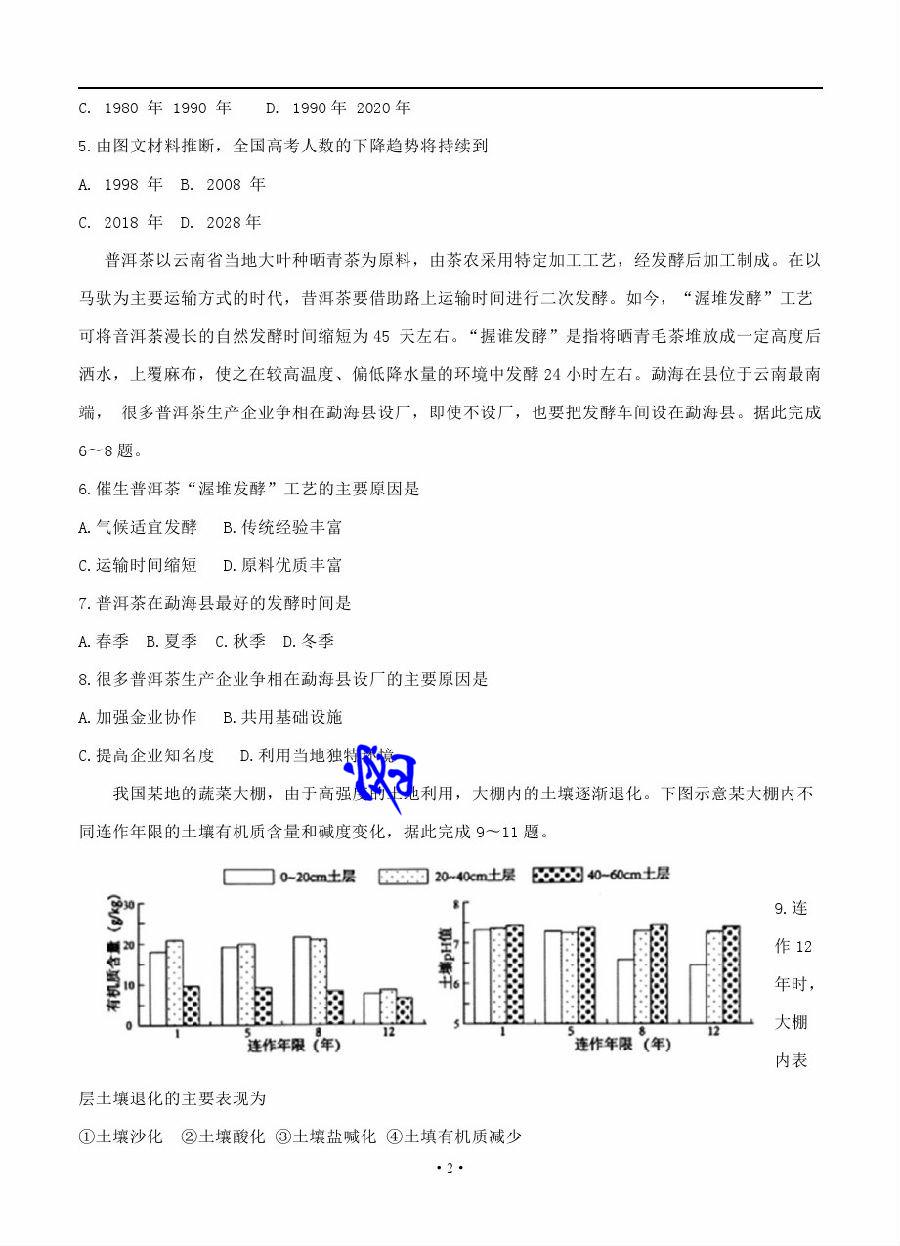 C. 1980 年 1990 年 D. 1990年 2020年
5.由图文材料推断，全国高考人数的下降趋势将持续到
A. 1998 年 B. 2008 年
C. 2018 年 D. 2028年
普洱茶以云南省当地大叶种晒青茶为原料，由茶农采用特定加工工艺，经发酵后加工制成。在以
马驮为主要运输方式的时代，昔洱茶要借助路上运输时间进行二次发酵。如今，“渥堆发酵”工艺
可将音洱荼漫长的自然发酵时间缩短为45 天左右。“握谁发酵”是指将晒青毛茶堆放成一定高度后
洒水，上覆麻布，使之在较高温度、偏低降水量的环境中发酵24小时左右。勐海在县位于云南最南
端， 很多普洱茶生产企业争相在勐海县设厂，即使不设厂，也要把发酵车间设在勐海县。据此完成
6--8题。
6.催生普洱茶“渥堆发酵”工艺的主要原因是
A.气候适宜发酵 B.传统经验丰富
C.运输时间缩短 D.原料优质丰富
7.普洱茶在勐海县最好的发酵时间是
A.春季 B.夏季 C.秋季 D.冬季
8.很多普洱茶生产企业争相在勐海县设厂的主要原因是
A.加强金业协作 B.共用基础设施
C.提高企业知名度 D.利用当地独特环境
我国某地的蔬菜大棚，由于高强度的土地利用，大棚内的土壤逐渐退化。下图示意某大棚内不
同连作年限的土壤有机质含量和碱度变化，据此完成9～11题。
0~20cm土层 20~40cm土层 40~60cm土层
有机质含量（g/kg）
30
20
10
0
1 5 8 12
连作年限（年）
土壤pH值
8
7
6
5
1 5 8 12
连作年限（年）
9.连
作12
年时，
大棚
内表
层土壤退化的主要表现为
①土壤沙化 ②土壤酸化 ③土壤盐碱化 ④土填有机质减少
·2·